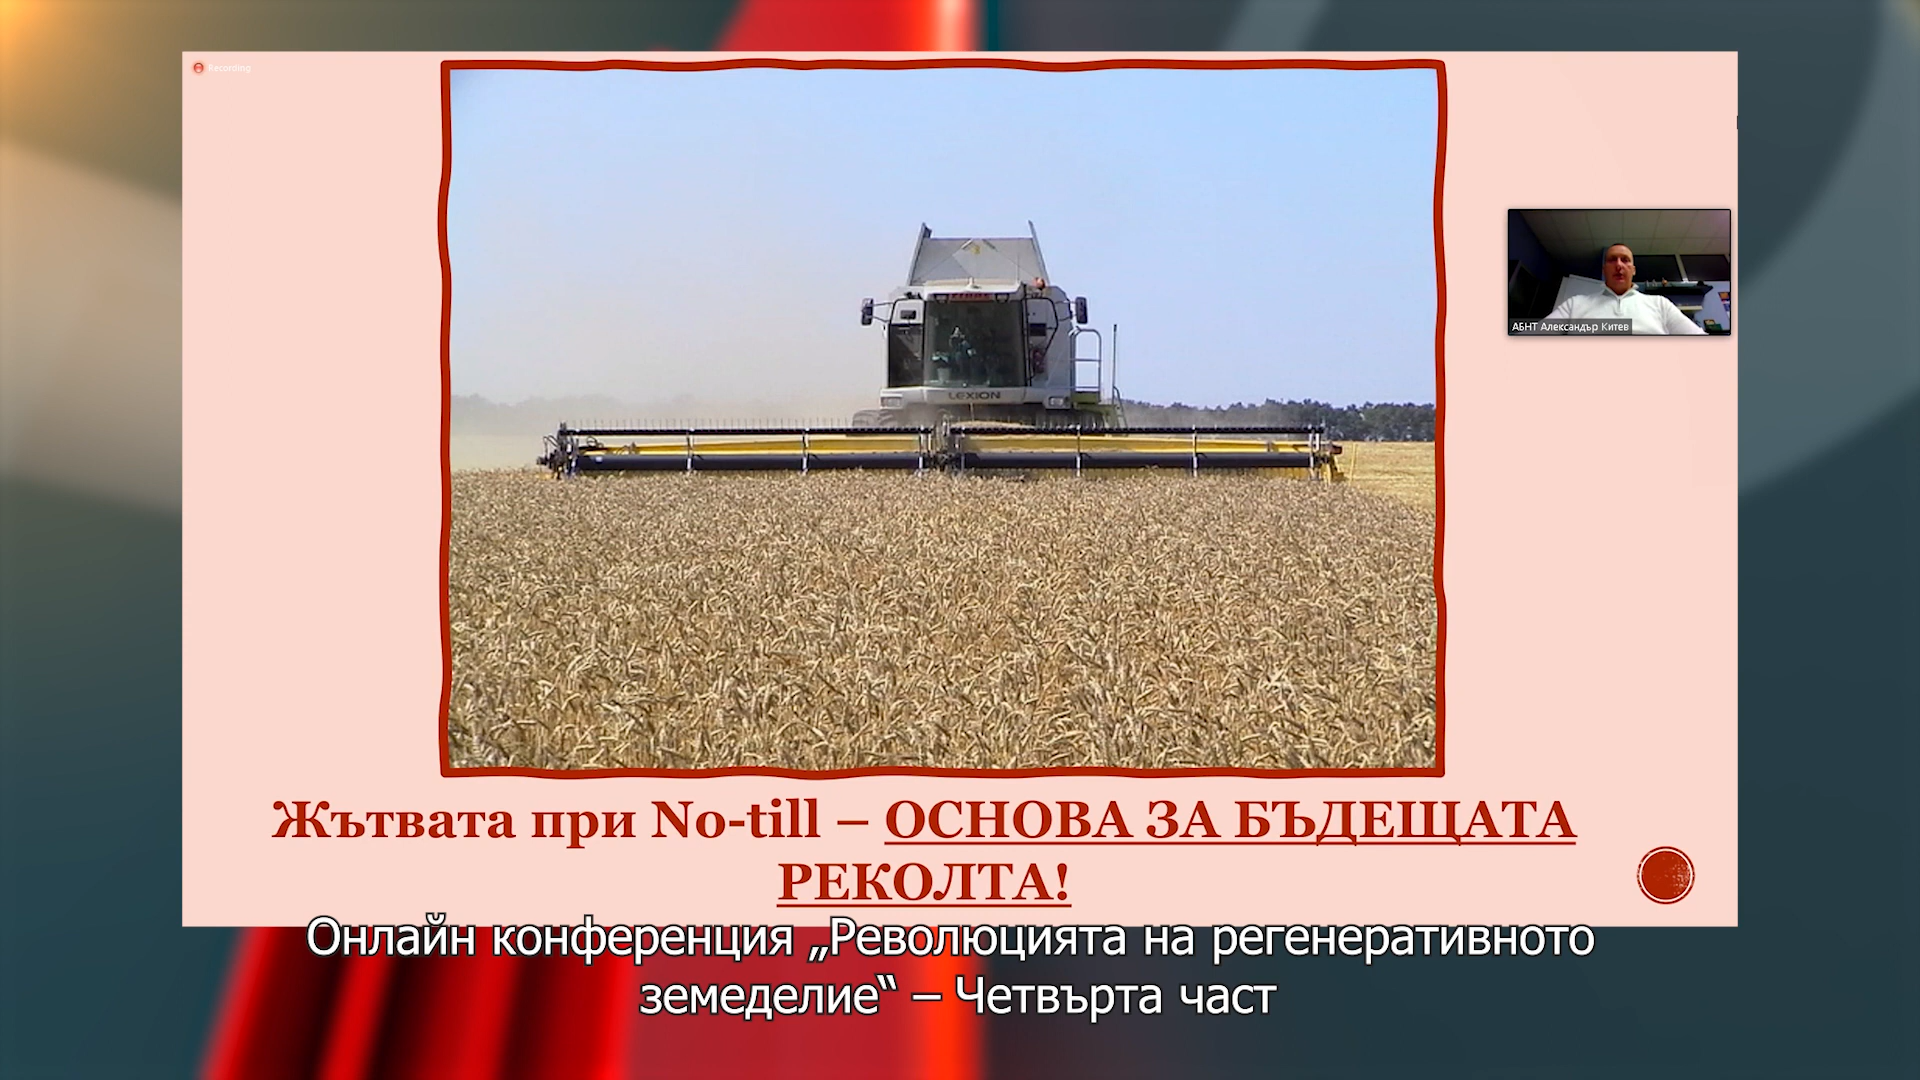 Recording
LEXION
АБНТ Александър Китев
Жътвата при No-till – ОСНОВА ЗА БЪДЕЩАТА
РЕКОЛТА!
Онлайн конференция „Революцията на регенеративното
земеделие“ – Четвърта част